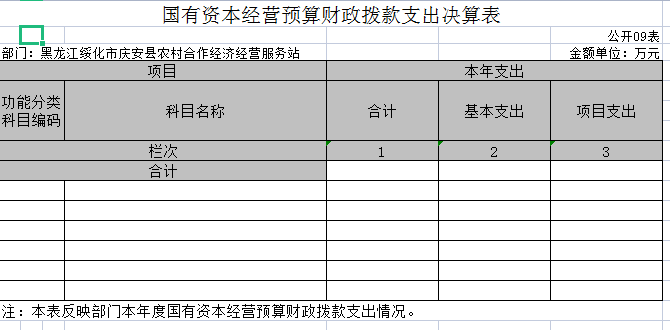 国有资本经营预算财政拨款支出决算表
公开09表
部门：黑龙江绥化市庆安县农村合作经济经营服务站 金额单位：万元
项目 本年支出
功能分类科目编码 科目名称 合计 基本支出 项目支出
栏次 1 2 3
合计
注：本表反映部门本年度国有资本经营预算财政拨款支出情况。